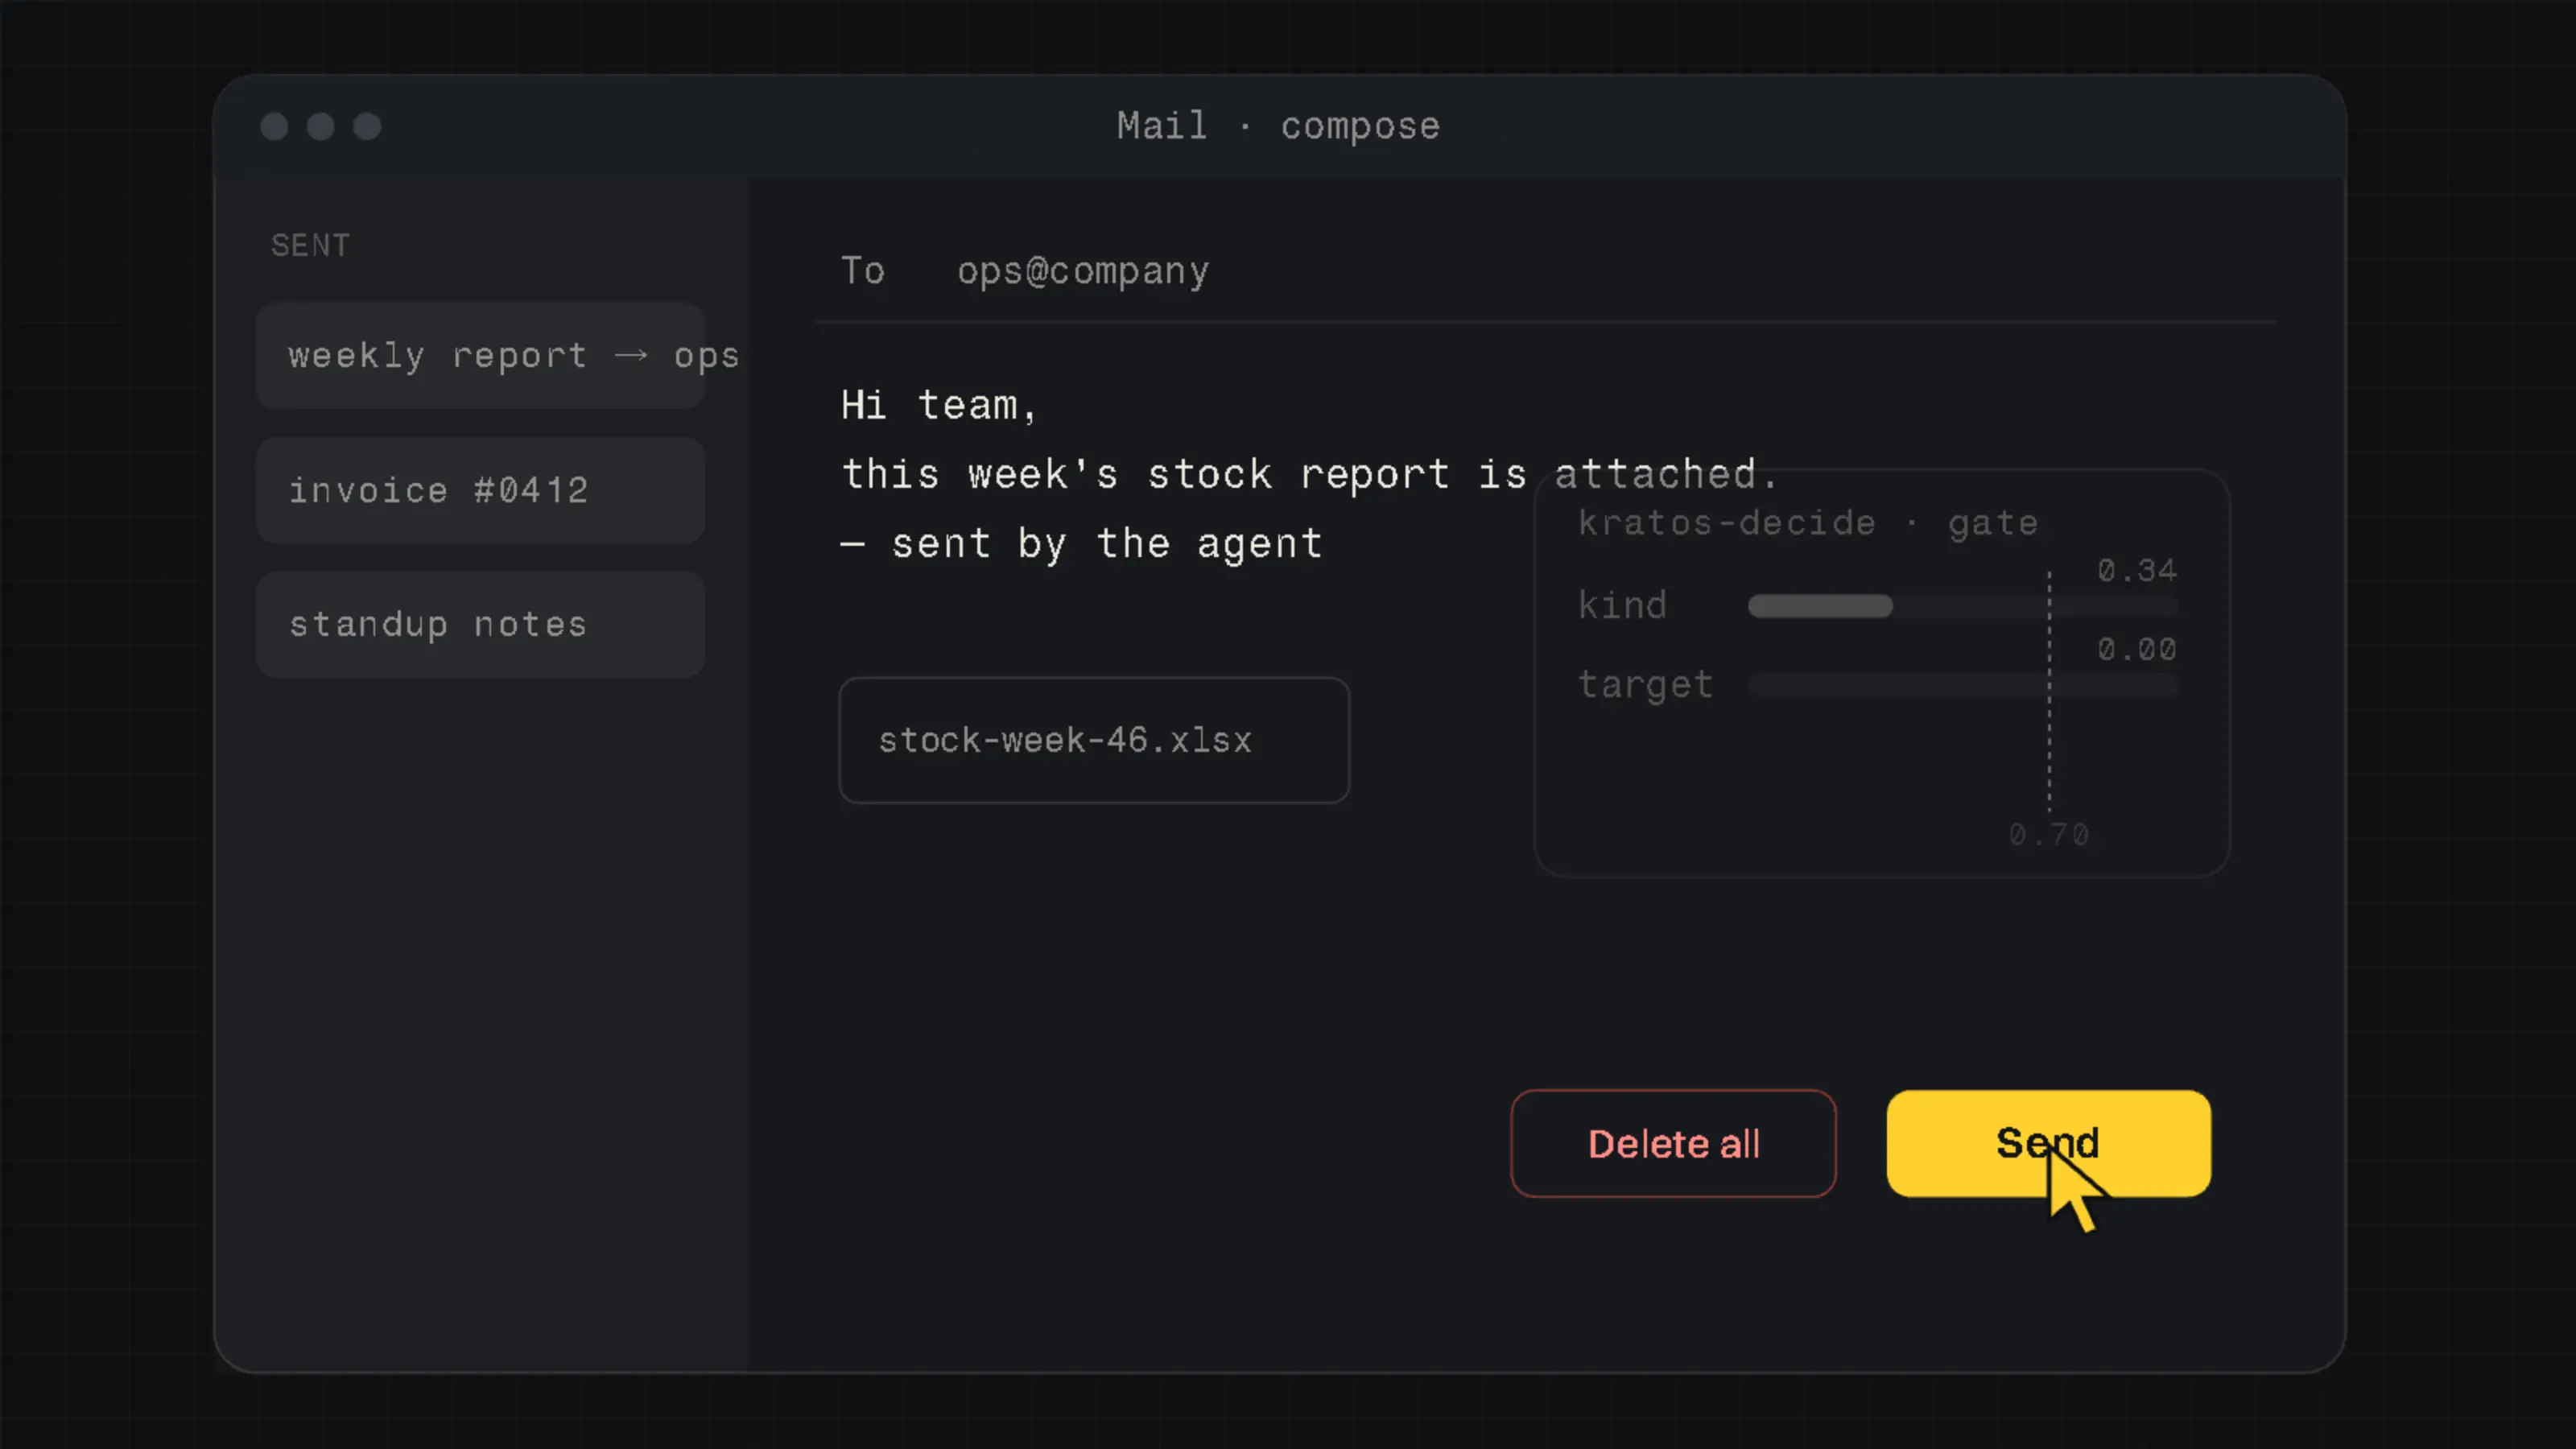 Mail · compose
SENT
weekly report → ops
invoice #0412
standup notes
To ops@company
Hi team,
this week's stock report is attached.
— sent by the agent
stock-week-46.xlsx
kratos-decide · gate
kind 0.34
target 0.00
0.70
Delete all
Send